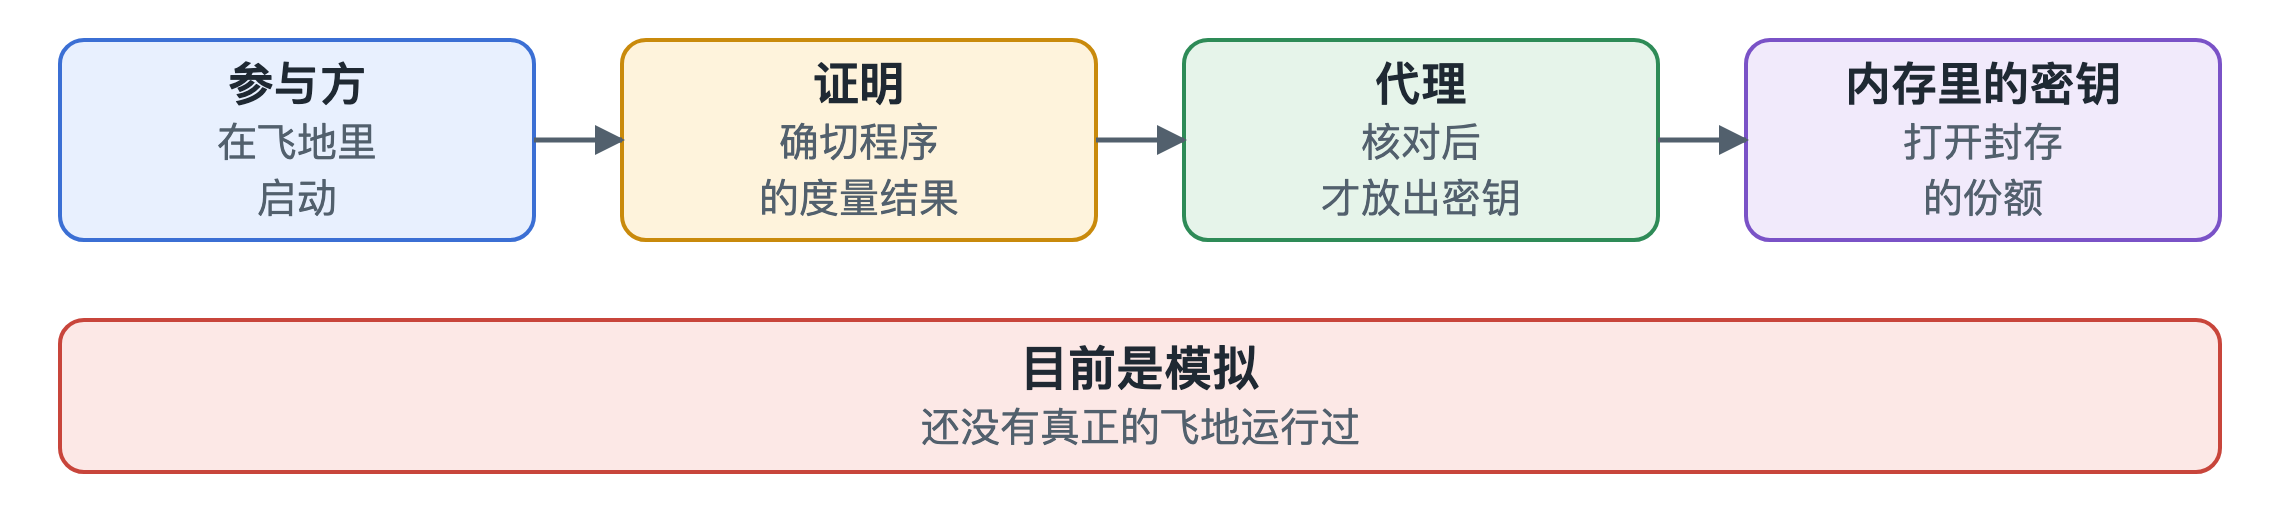 参与方
在飞地里
启动
证明
确切程序
的度量结果
代理
核对后
才放出密钥
内存里的密钥
打开封存
的份额
目前是模拟
还没有真正的飞地运行过